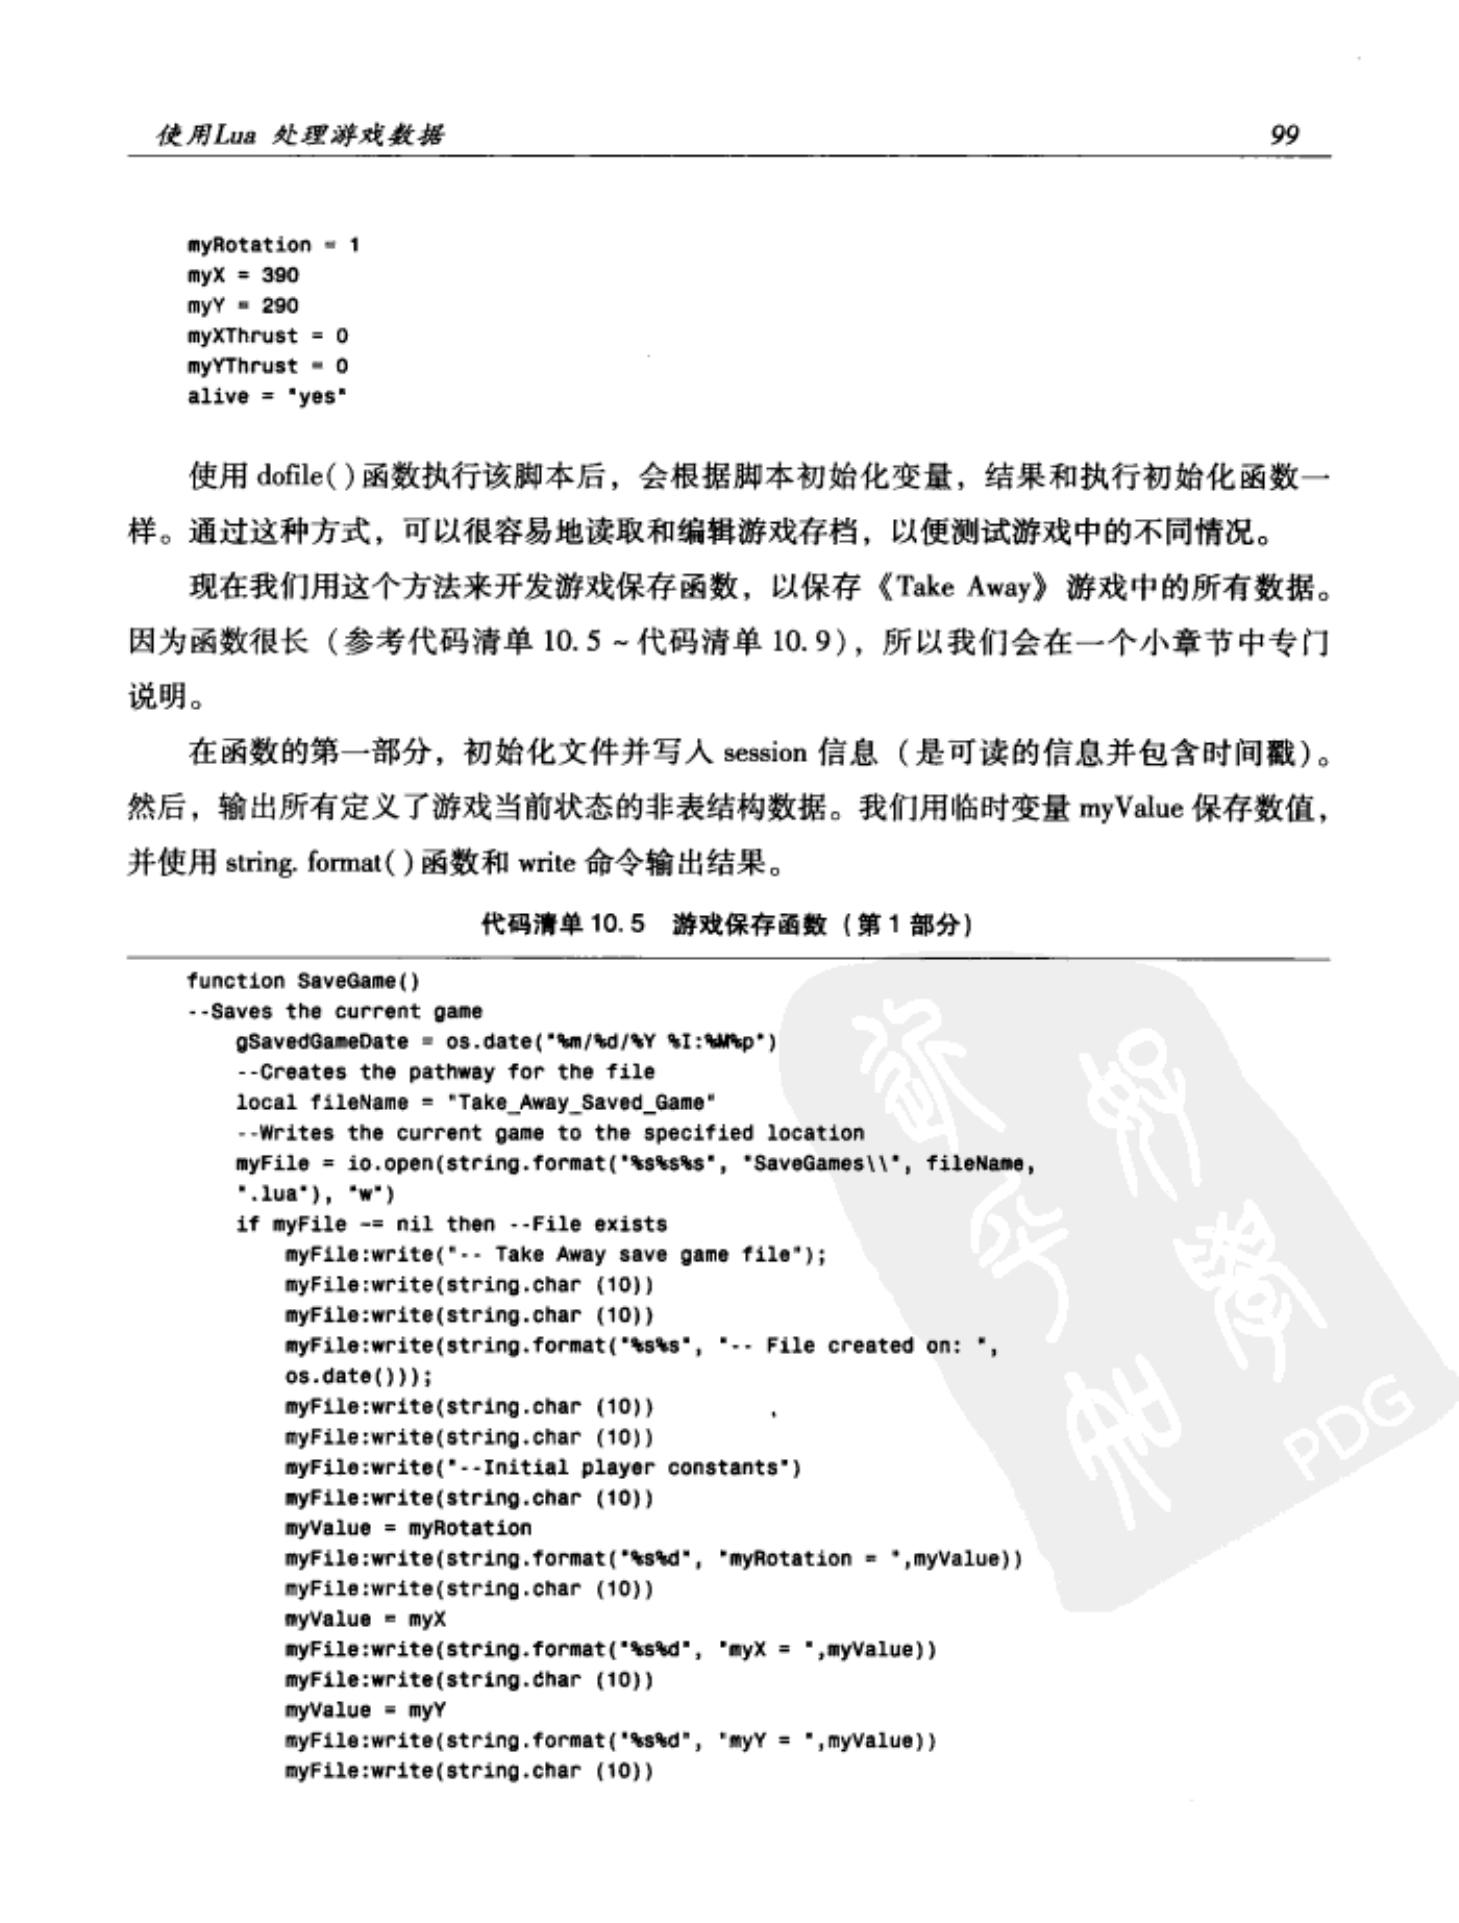 使用Lua 处理游戏数据 99
myRotation = 1
myX = 390
myY = 290
myXThrust = 0
myYThrust = 0
alive = "yes"
使用 dofile( )函数执行该脚本后，会根据脚本初始化变量，结果和执行初始化函数一
样。通过这种方式，可以很容易地读取和编辑游戏存档，以便测试游戏中的不同情况。
现在我们用这个方法来开发游戏保存函数，以保存《Take Away》游戏中的所有数据。
因为函数很长（参考代码清单 10. 5 ~ 代码清单 10. 9），所以我们会在一个小章节中专门
说明。
在函数的第一部分，初始化文件并写入 session 信息（是可读的信息并包含时间戳）。
然后，输出所有定义了游戏当前状态的非表结构数据。我们用临时变量 myValue 保存数值，
并使用 string. format( )函数和 write 命令输出结果。
代码清单 10. 5 游戏保存函数（第 1 部分）
function SaveGame()
--Saves the current game
gSavedGameDate = os.date("%m/%d/%Y %I:%M%p")
--Creates the pathway for the file
local fileName = "Take_Away_Saved_Game"
--Writes the current game to the specified location
myFile = io.open(string.format("%s%s%s", "SaveGames\\", fileName,
".lua"), "w")
if myFile ~= nil then --File exists
myFile:write("-- Take Away save game file");
myFile:write(string.char (10))
myFile:write(string.char (10))
myFile:write(string.format("%s%s", "-- File created on: ",
os.date()));
myFile:write(string.char (10))
myFile:write(string.char (10))
myFile:write("--Initial player constants")
myFile:write(string.char (10))
myValue = myRotation
myFile:write(string.format("%s%d", "myRotation = ",myValue))
myFile:write(string.char (10))
myValue = myX
myFile:write(string.format("%s%d", "myX = ",myValue))
myFile:write(string.char (10))
myValue = myY
myFile:write(string.format("%s%d", "myY = ",myValue))
myFile:write(string.char (10))
PDG